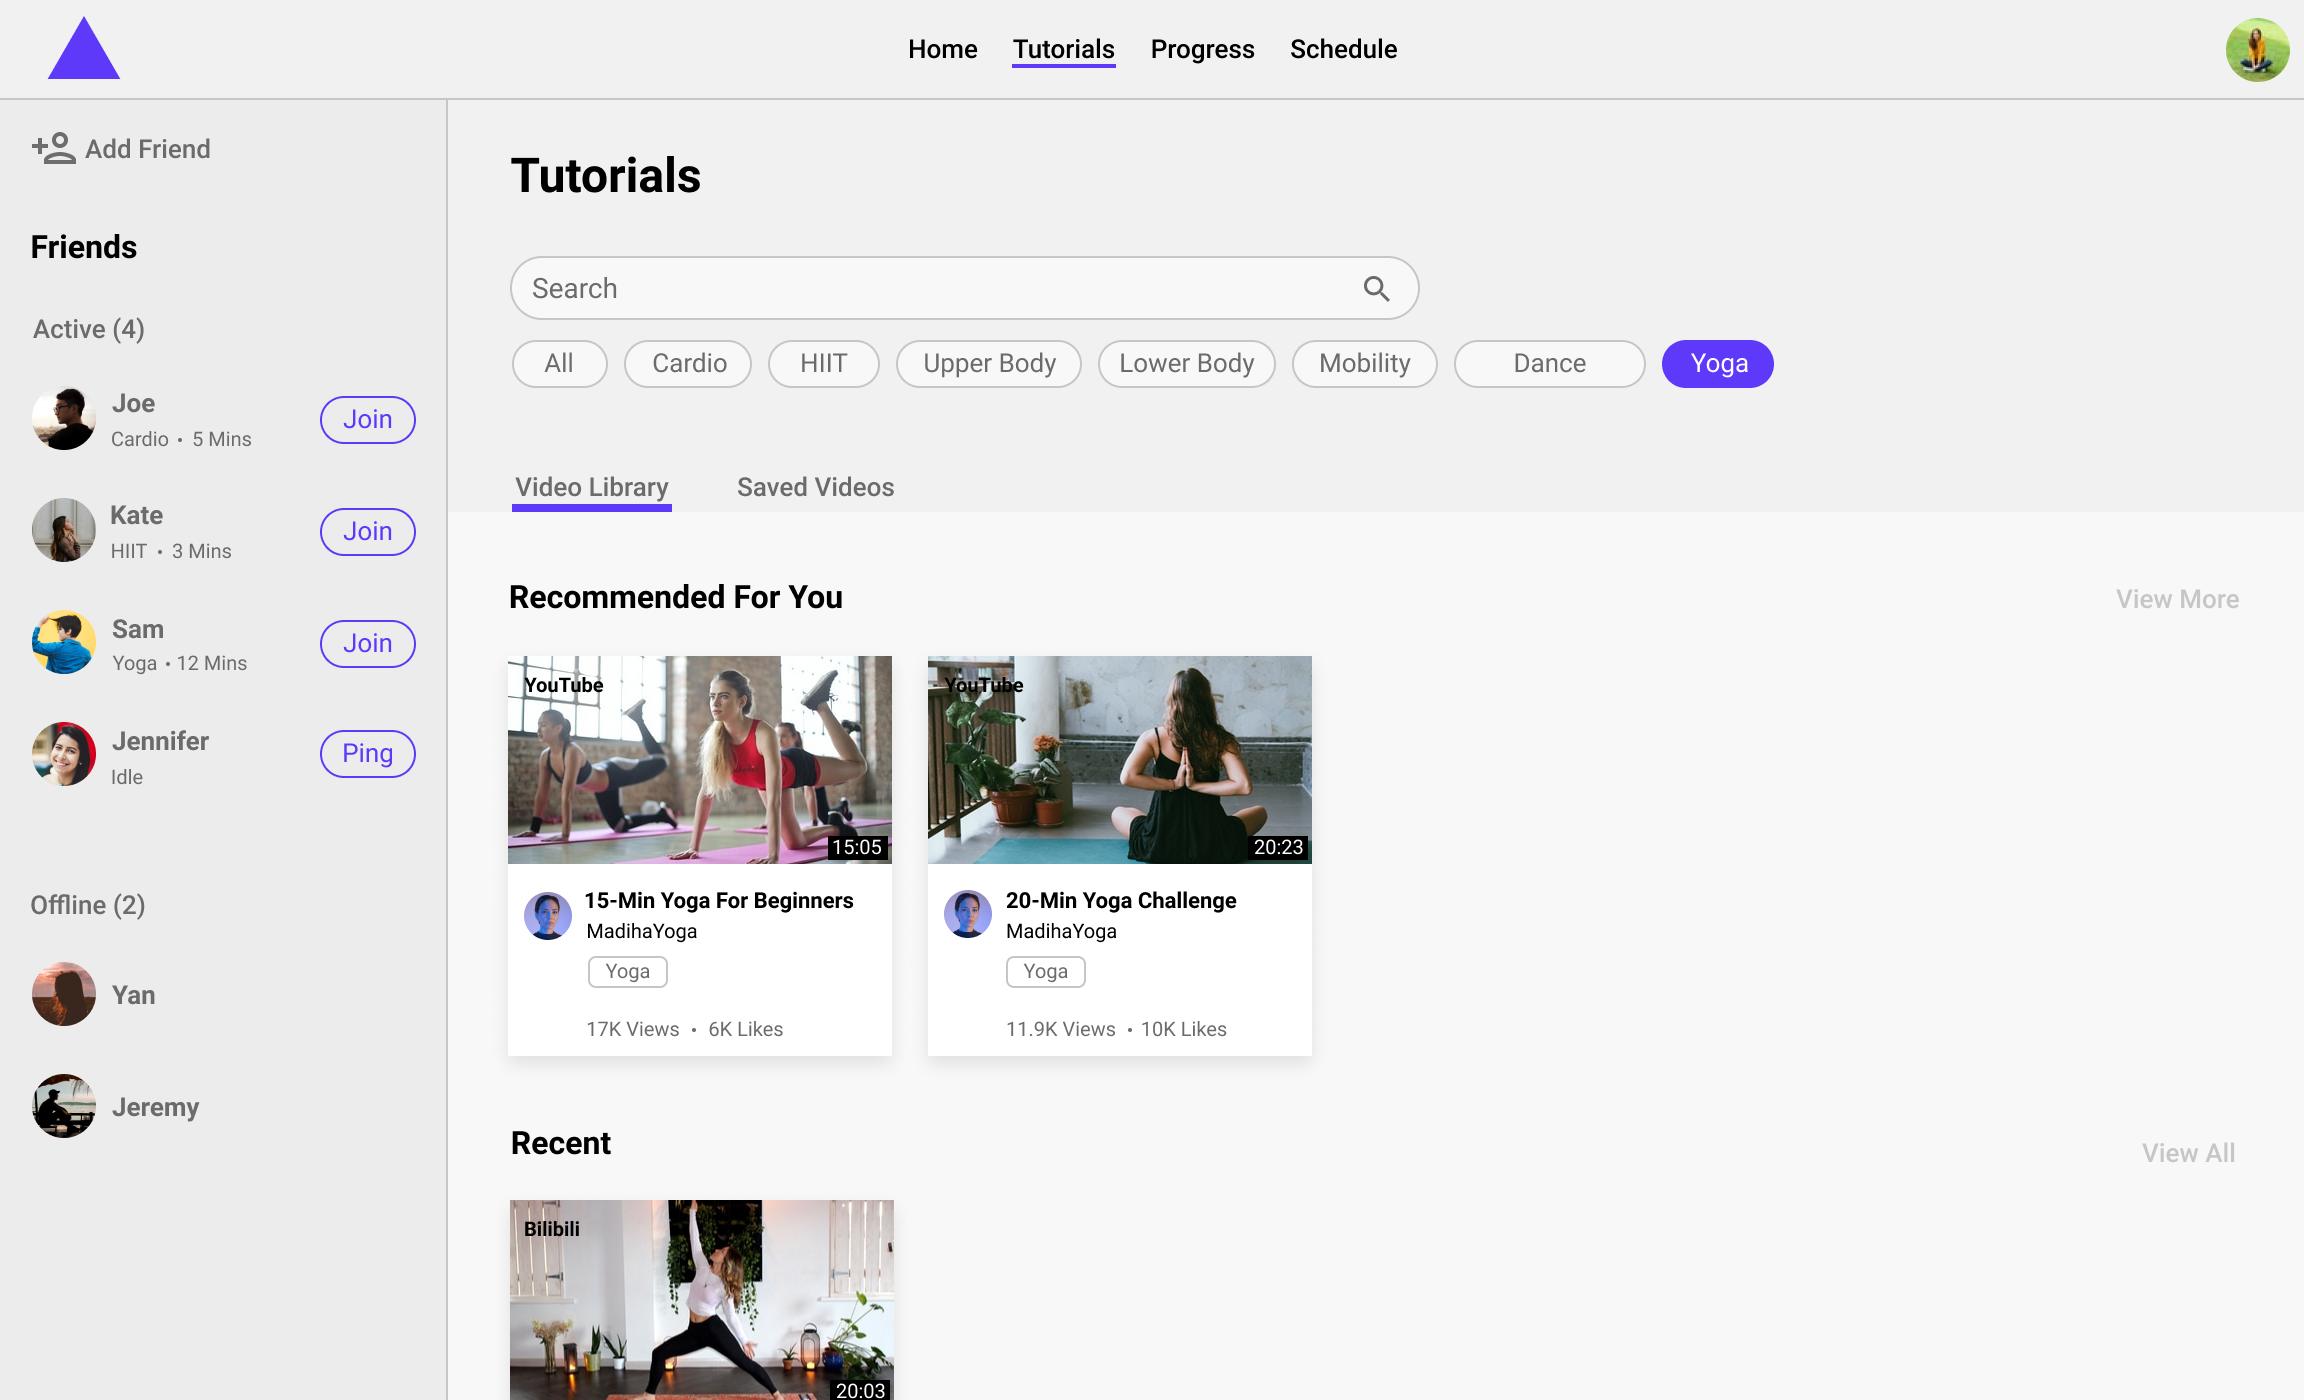 Home Tutorials Progress Schedule
Add Friend
Friends
Active (4)
Joe
Cardio • 5 Mins
Join
Kate
HIIT • 3 Mins
Join
Sam
Yoga • 12 Mins
Join
Jennifer
Idle
Ping
Offline (2)
Yan
Jeremy
Tutorials
Search
All Cardio HIIT Upper Body Lower Body Mobility Dance Yoga
Video Library Saved Videos
Recommended For You
View More
YouTube
15:05
15-Min Yoga For Beginners
MadihaYoga
Yoga
17K Views • 6K Likes
YouTube
20:23
20-Min Yoga Challenge
MadihaYoga
Yoga
11.9K Views • 10K Likes
Recent
View All
Bilibili
20:03